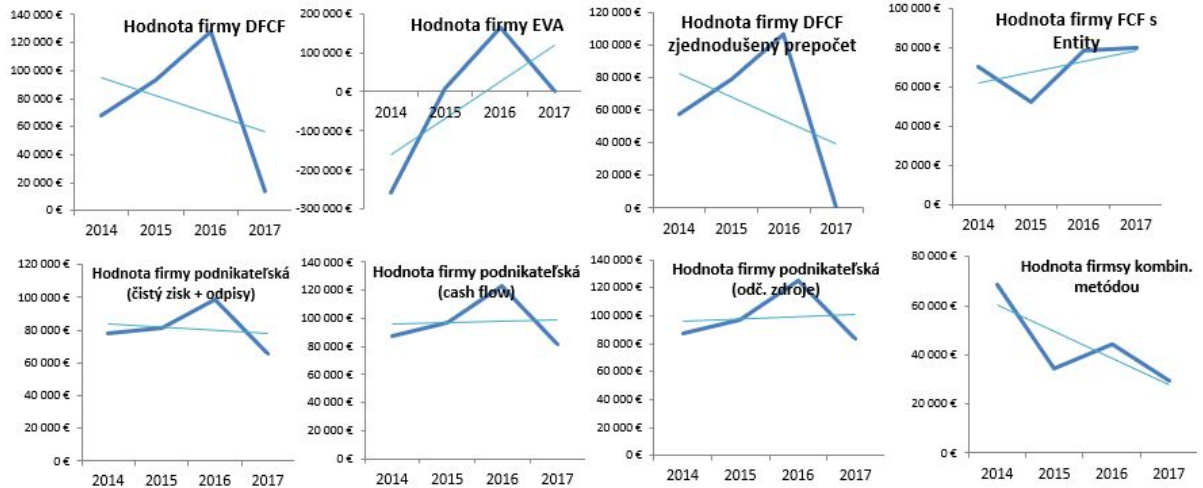 Hodnota firmy DFCF
140 000 €
120 000 €
100 000 €
80 000 €
60 000 €
40 000 €
20 000 €
0 €
2014 2015 2016 2017
Hodnota firmy EVA
200 000 €
100 000 €
0 €
-100 000 €
-200 000 €
-300 000 €
2014 2015 2016 2017
Hodnota firmy DFCF
zjednodušený prepočet
120 000 €
100 000 €
80 000 €
60 000 €
40 000 €
20 000 €
0 €
2014 2015 2016 2017
Hodnota firmy FCF s
Entity
100 000 €
80 000 €
60 000 €
40 000 €
20 000 €
0 €
2014 2015 2016 2017
Hodnota firmy podnikateľská
(čistý zisk + odpisy)
120 000 €
100 000 €
80 000 €
60 000 €
40 000 €
20 000 €
0 €
2014 2015 2016 2017
Hodnota firmy podnikateľská
(cash flow)
140 000 €
120 000 €
100 000 €
80 000 €
60 000 €
40 000 €
20 000 €
0 €
2014 2015 2016 2017
Hodnota firmy podnikateľská
(odč. zdroje)
140 000 €
120 000 €
100 000 €
80 000 €
60 000 €
40 000 €
20 000 €
0 €
2014 2015 2016 2017
Hodnota firmsy kombin.
metódou
80 000 €
60 000 €
40 000 €
20 000 €
0 €
2014 2015 2016 2017